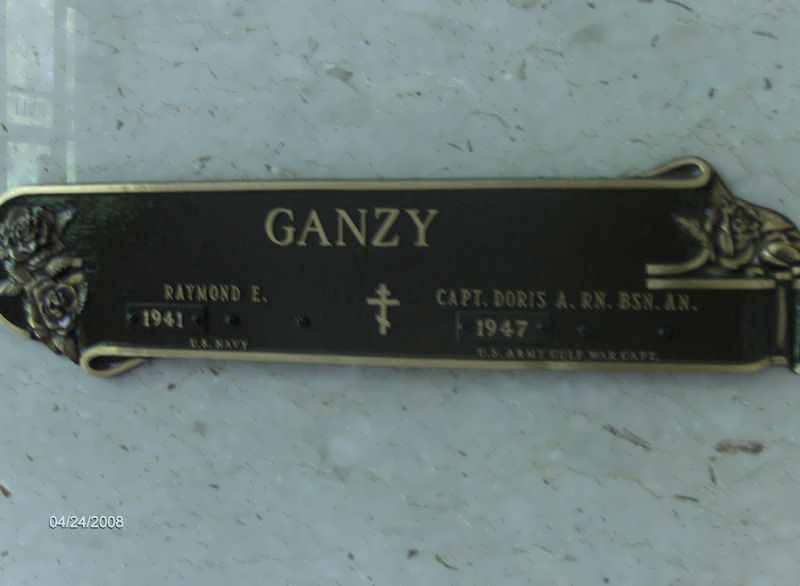 GANZY
RAYMOND E.
1941
U.S. NAVY
CAPT. DORIS A. RN. BSN. AN.
1947
U.S. ARMY GULF WAR CAPT.
04/24/2008